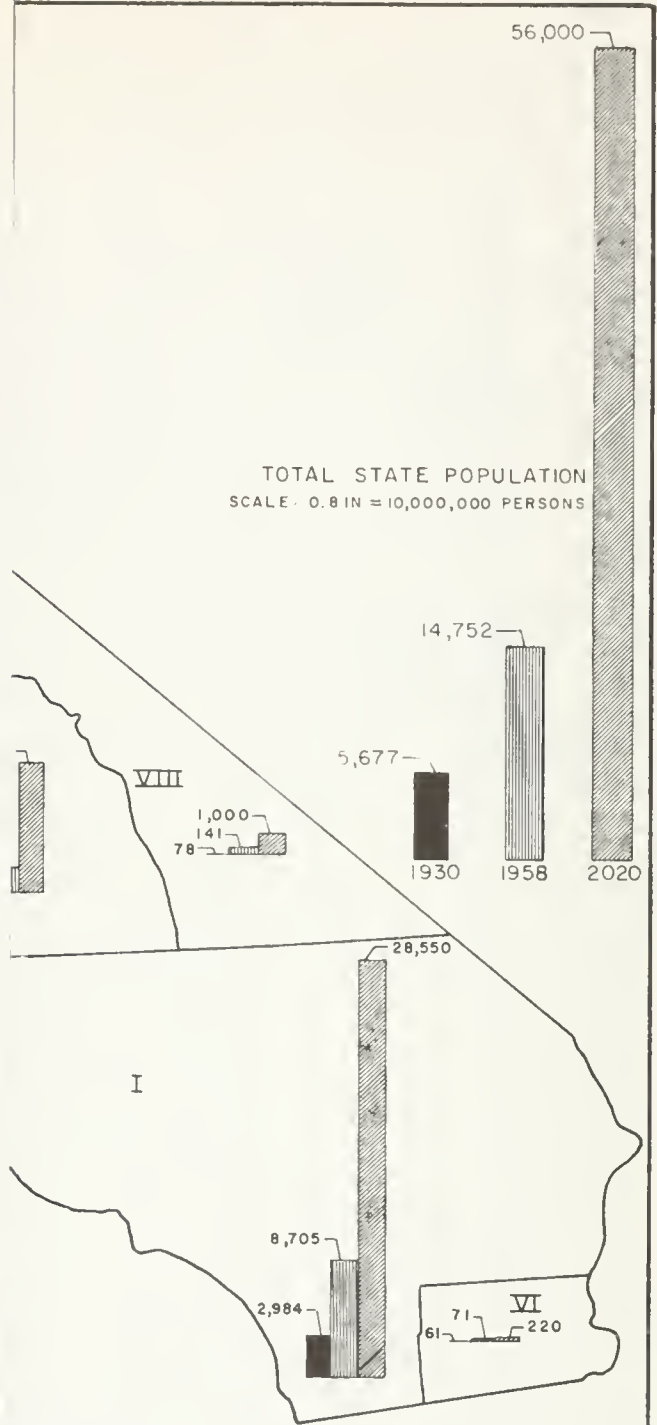 56,000
TOTAL STATE POPULATION
SCALE. 0.8 IN = 10,000,000 PERSONS
14,752
5,677
VIII
1,000
141
78
1930 1958 2020
28,550
I
8,705
2,984
VI
71
220
61